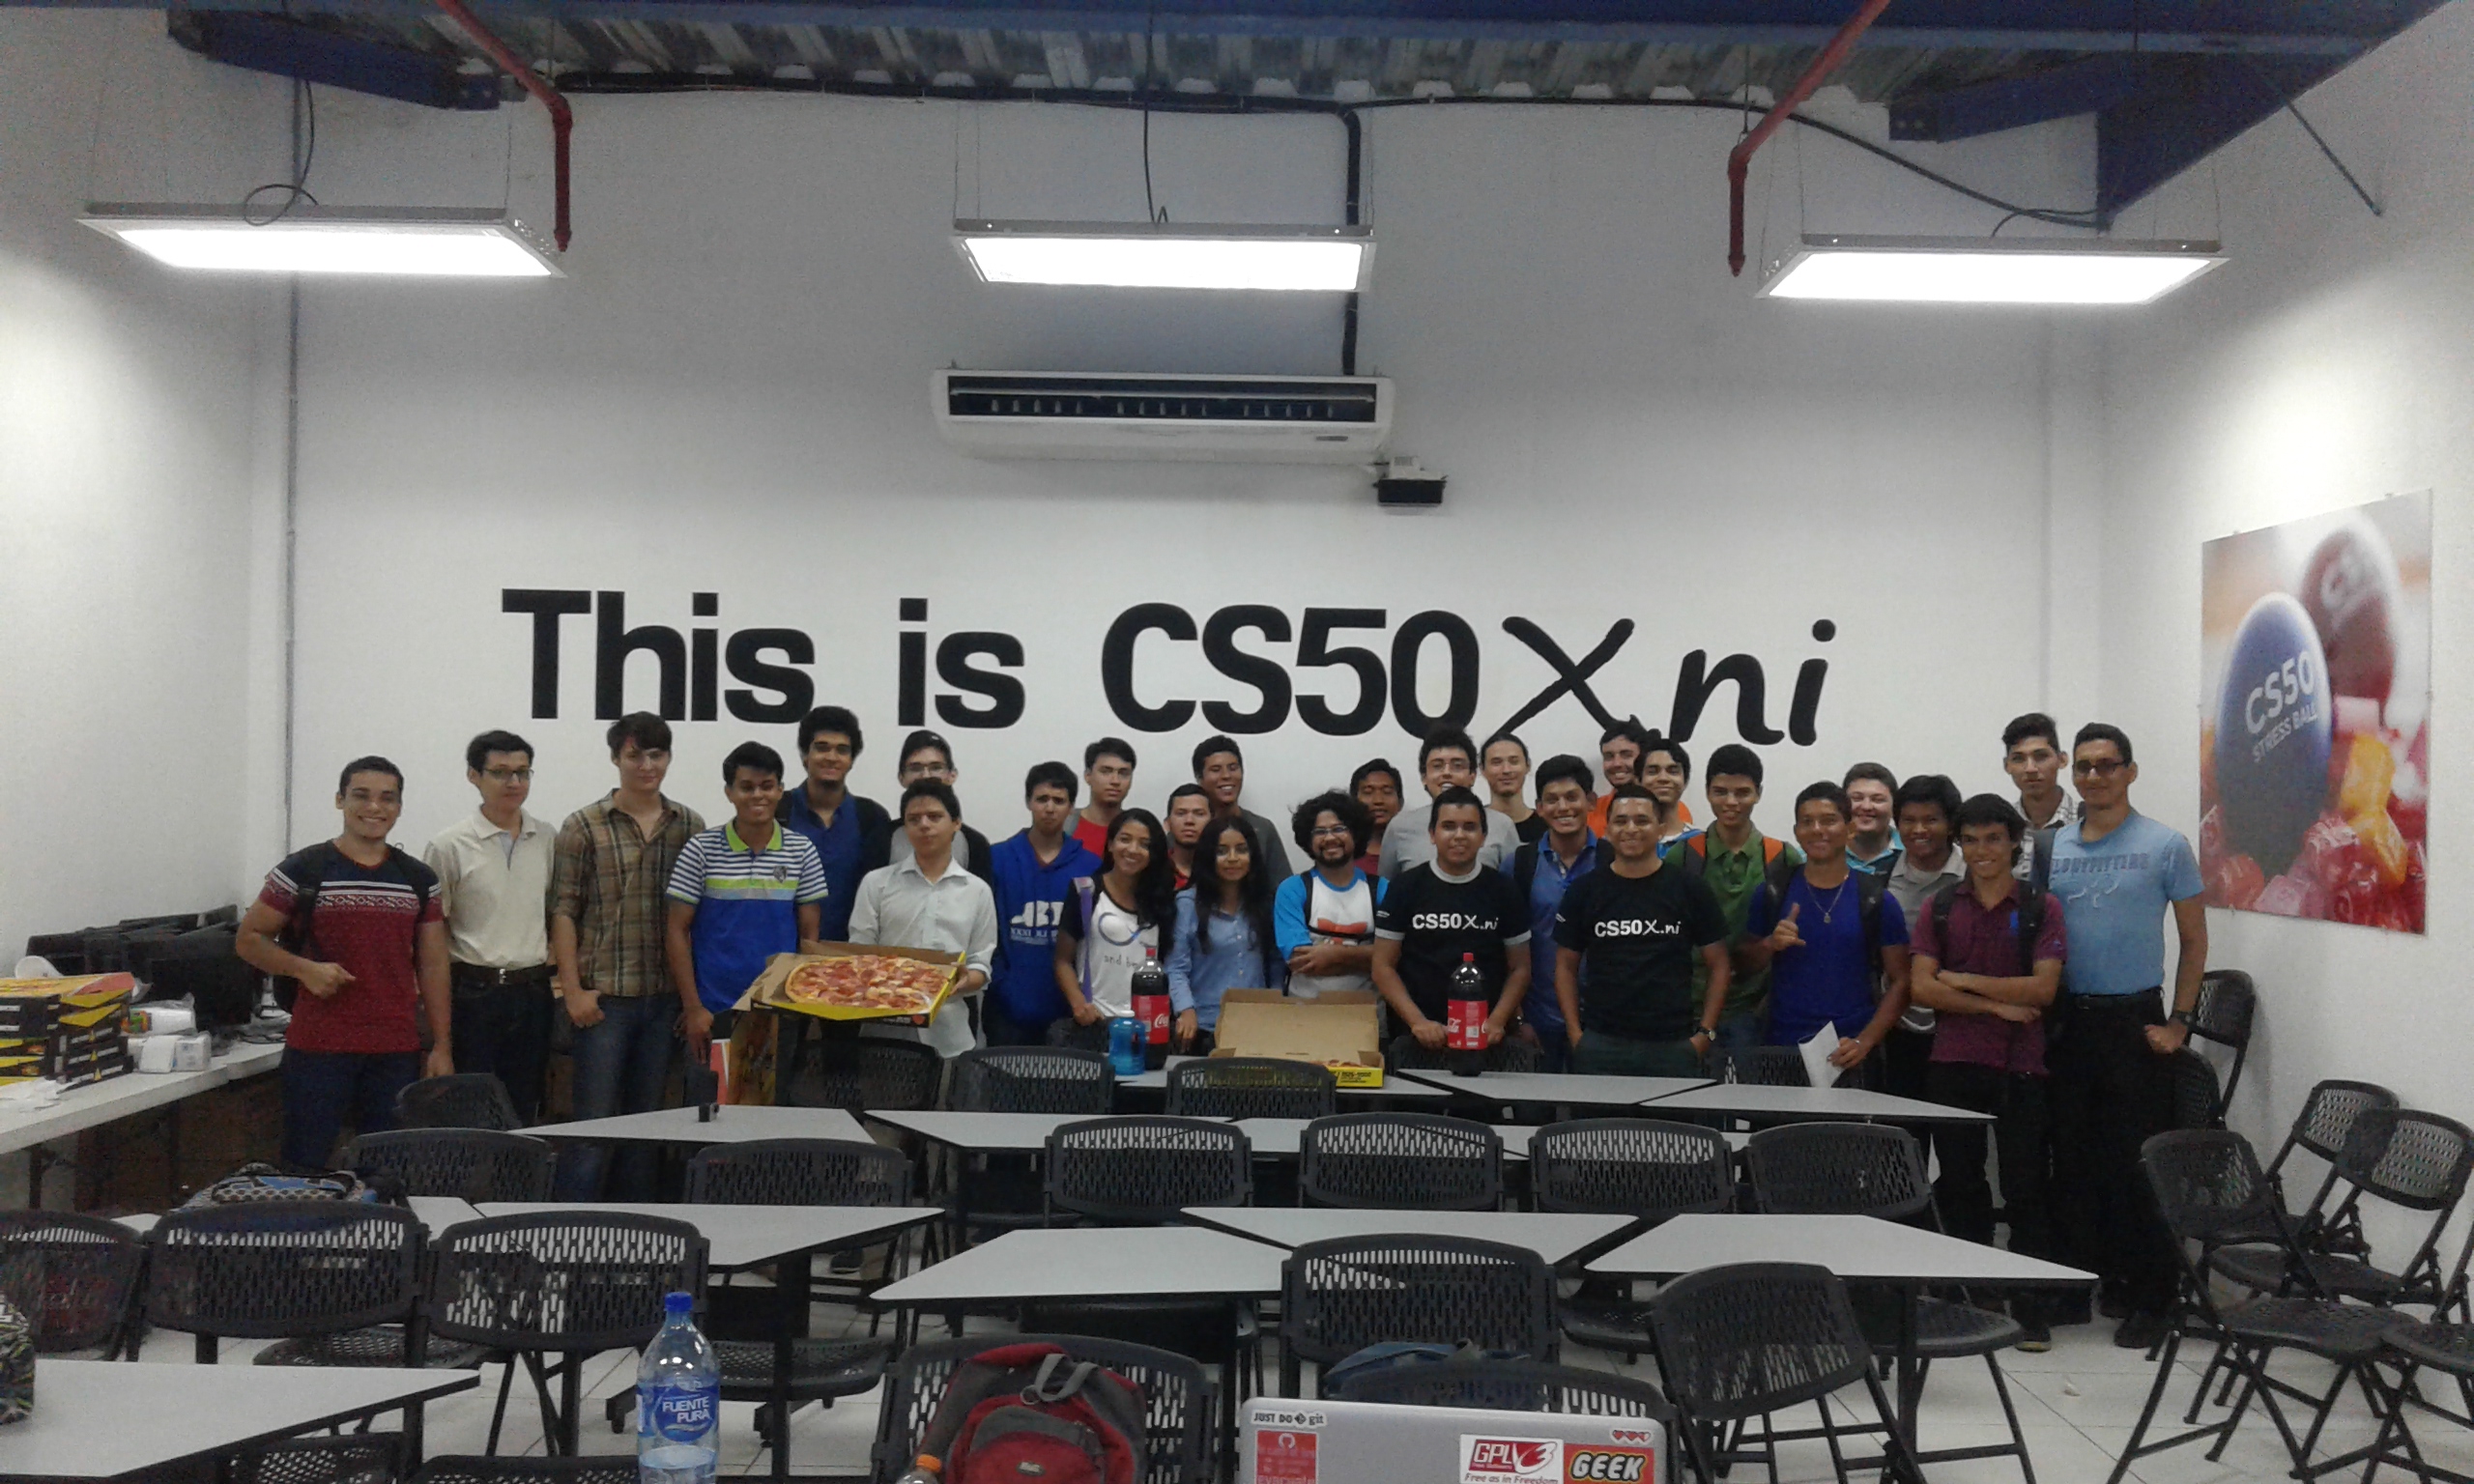 This is CS50X.ni
CS50
STRESS BALL
CS50X.ni
CS50X.ni
FUENTE
PURA
JUST DO git
GPLv3
Free as in Freedom
GEEK